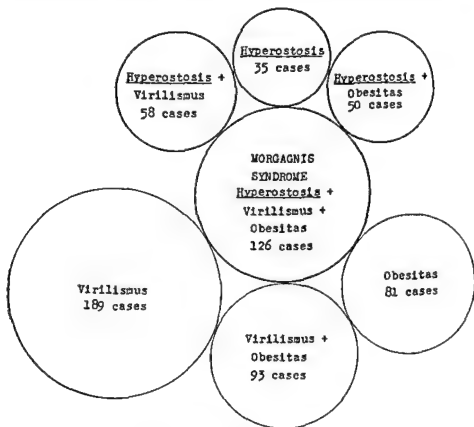 Hyperostosis
35 cases
Hyperostosis +
Virilismus
58 cases
Hyperostosis +
Obesitas
50 cases
MORGAGNIS
SYNDROME
Hyperostosis +
Virilismus +
Obesitas
126 cases
Virilismus
189 cases
Obesitas
81 cases
Virilismus +
Obesitas
93 cases